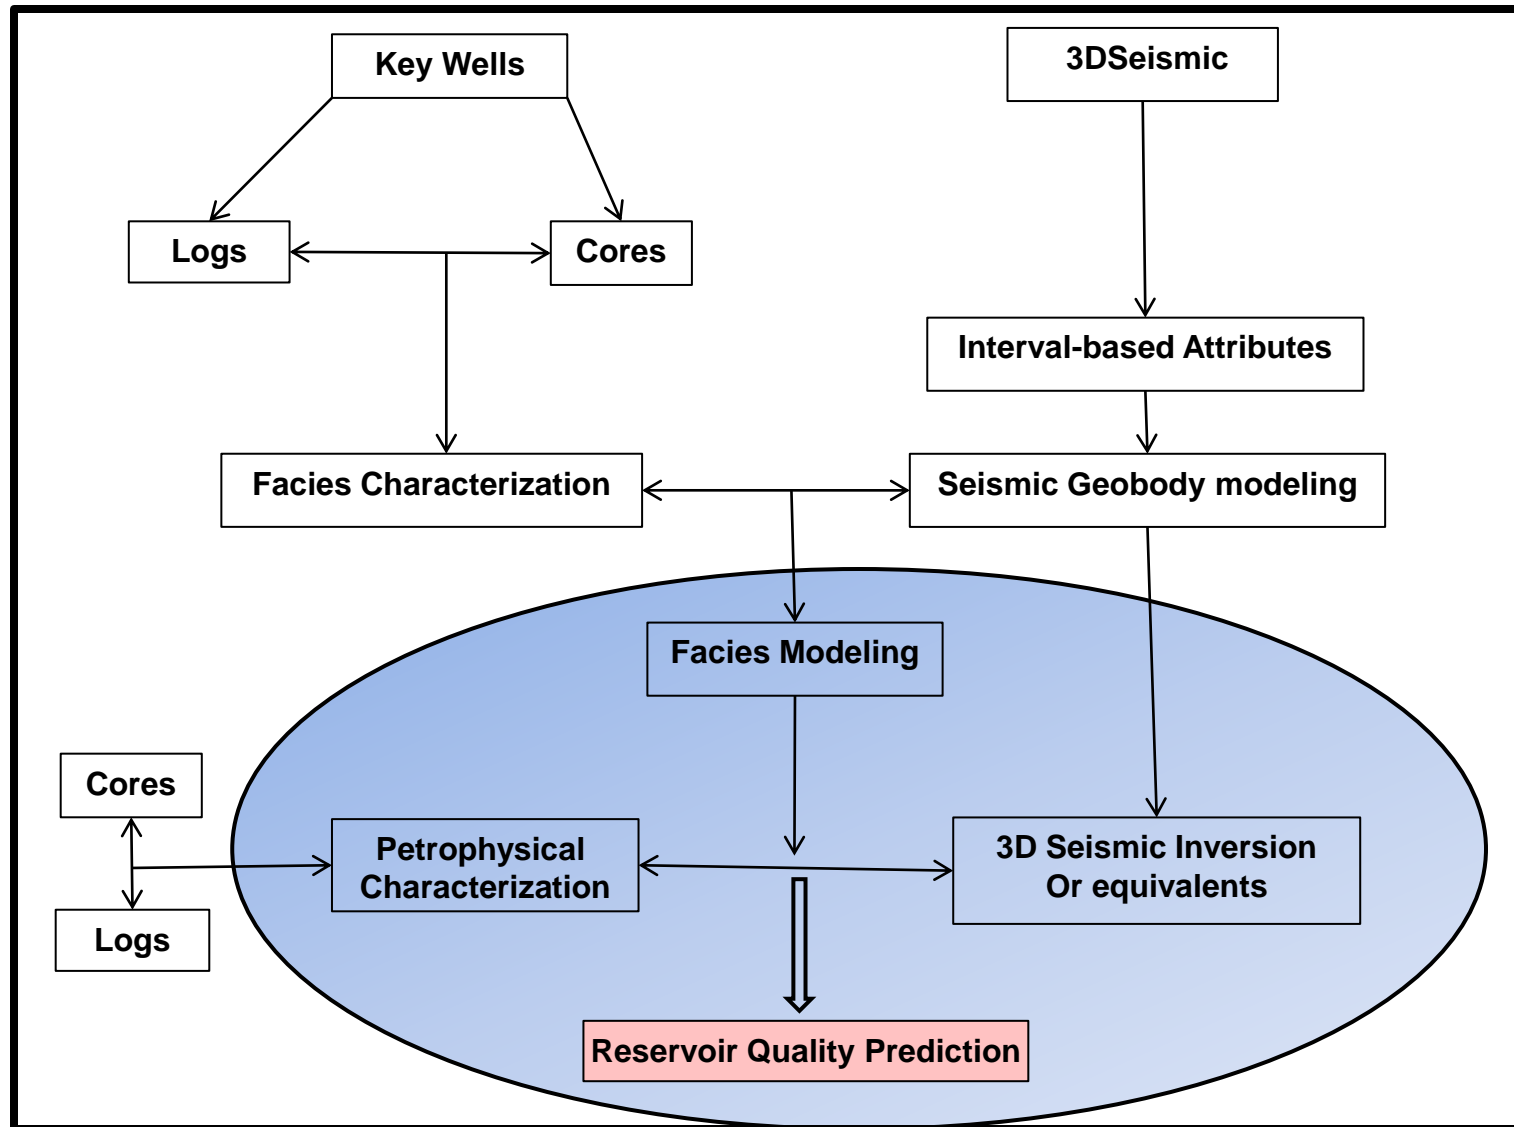 Key Wells
3DSeismic
Logs
Cores
Interval-based Attributes
Facies Characterization
Seismic Geobody modeling
Facies Modeling
Cores
Petrophysical
Characterization
3D Seismic Inversion
Or equivalents
Logs
Reservoir Quality Prediction